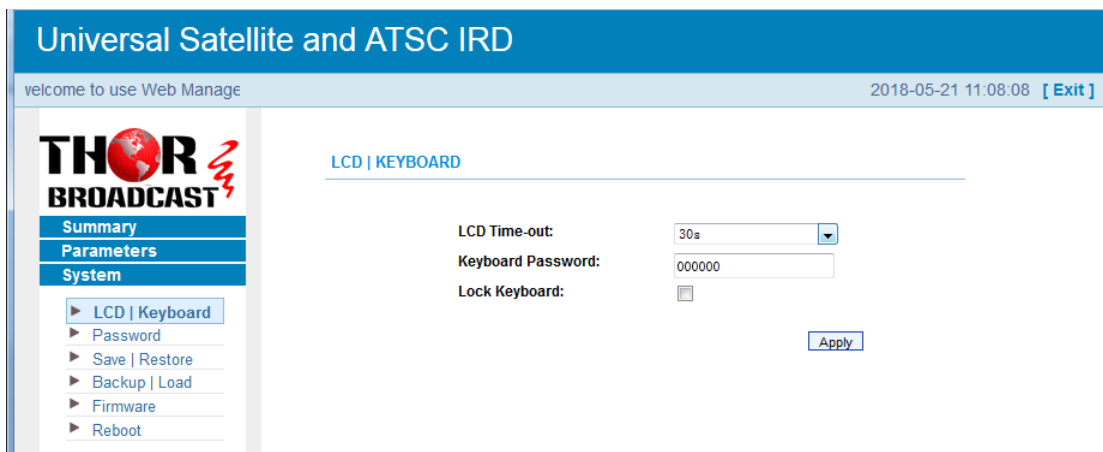 Universal Satellite and ATSC IRD
velcome to use Web Manage
2018-05-21 11:08:08 [ Exit ]
THOR
BROADCAST
Summary
Parameters
System
LCD | Keyboard
Password
Save | Restore
Backup | Load
Firmware
Reboot
LCD | KEYBOARD
LCD Time-out: 30s
Keyboard Password: 000000
Lock Keyboard:
Apply